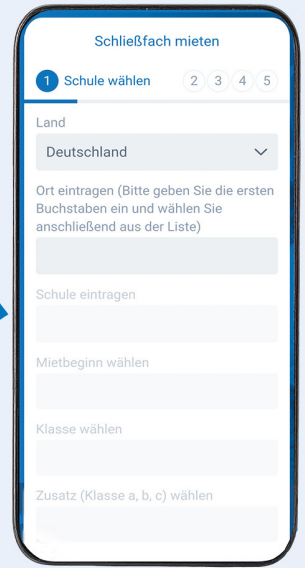 Schließfach mieten
1 Schule wählen 2 3 4 5
Land
Deutschland
Ort eintragen (Bitte geben Sie die ersten
Buchstaben ein und wählen Sie
anschließend aus der Liste)
Schule eintragen
Mietbeginn wählen
Klasse wählen
Zusatz (Klasse a, b, c) wählen